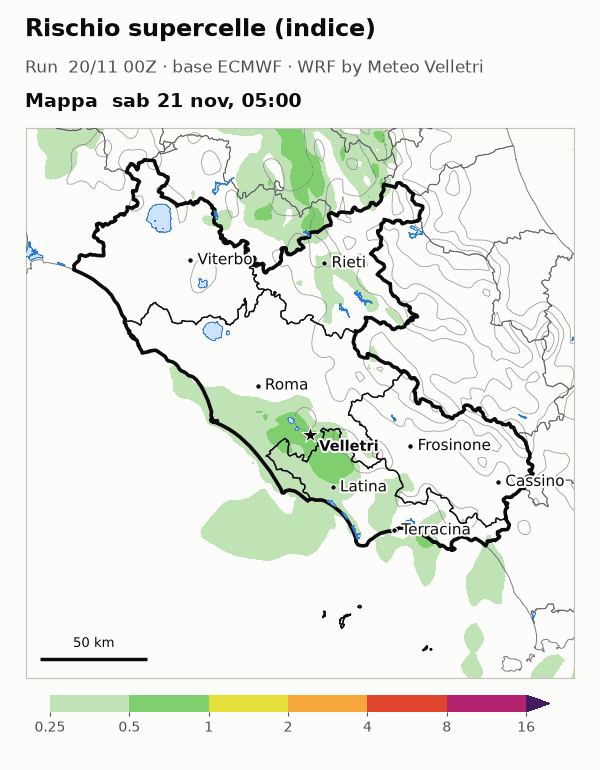 Rischio supercelle (indice)
Run  20/11 00Z · base ECMWF · WRF by Meteo Velletri
Mappa  sab 21 nov, 05:00
Viterbo
Rieti
Roma
Velletri
Frosinone
Latina
Cassino
Terracina
50 km
0.25 0.5 1 2 4 8 16